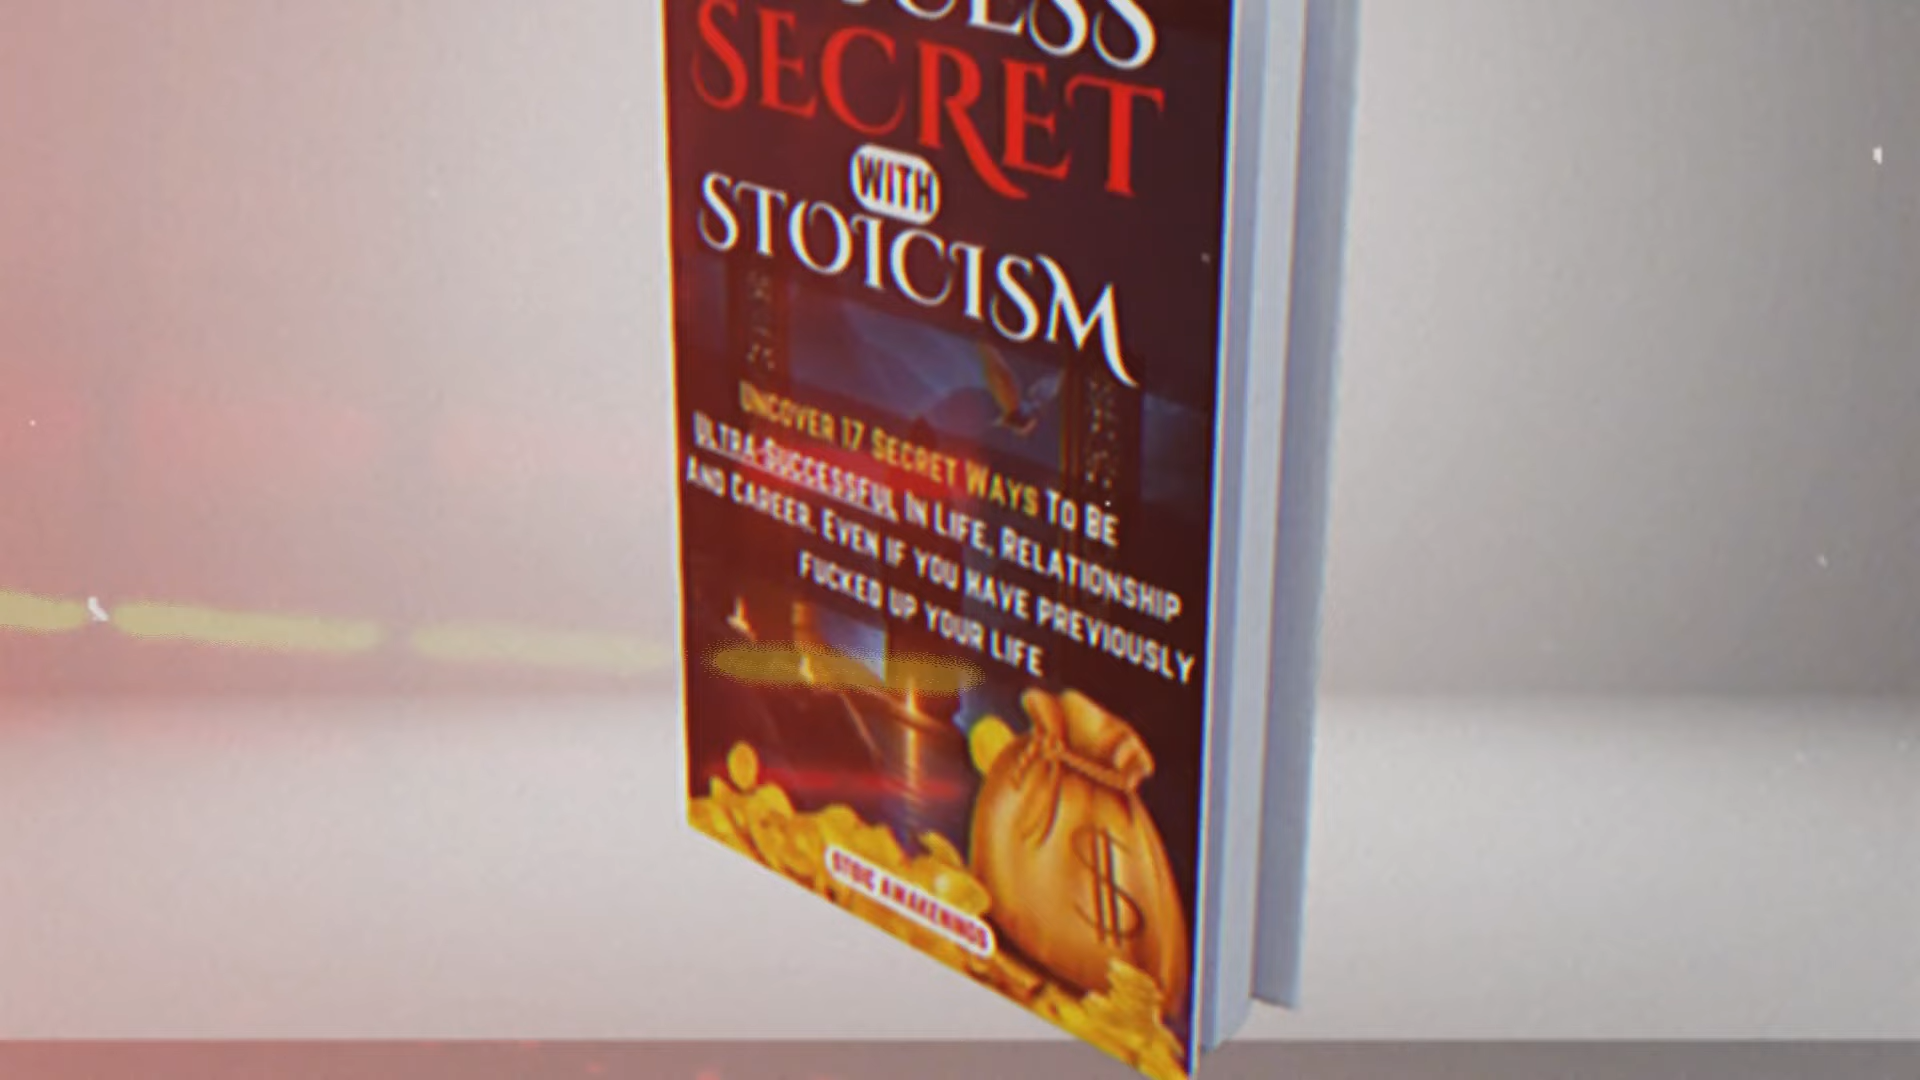 SECRET
WITH
STOICISM
UNCOVER 17 SECRET WAYS TO BE
ULTRA-SUCCESSFUL IN LIFE, RELATIONSHIP
AND CAREER. EVEN IF YOU HAVE PREVIOUSLY
FUCKED UP YOUR LIFE
$
STOIC AWAKENINGS